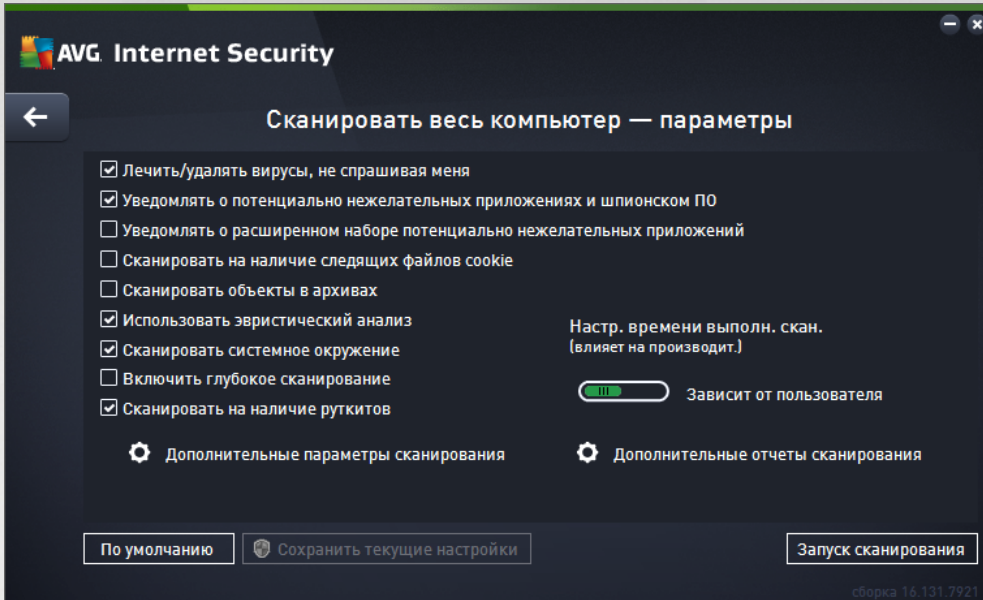 AVG Internet Security
Сканировать весь компьютер — параметры
Лечить/удалять вирусы, не спрашивая меня
Уведомлять о потенциально нежелательных приложениях и шпионском ПО
Уведомлять о расширенном наборе потенциально нежелательных приложений
Сканировать на наличие следящих файлов cookie
Сканировать объекты в архивах
Использовать эвристический анализ
Сканировать системное окружение
Включить глубокое сканирование
Сканировать на наличие руткитов
Настр. времени выполн. скан.
(влияет на производит.)
Зависит от пользователя
Дополнительные параметры сканирования
Дополнительные отчеты сканирования
По умолчанию
Сохранить текущие настройки
Запуск сканирования
сборка 16.131.7921